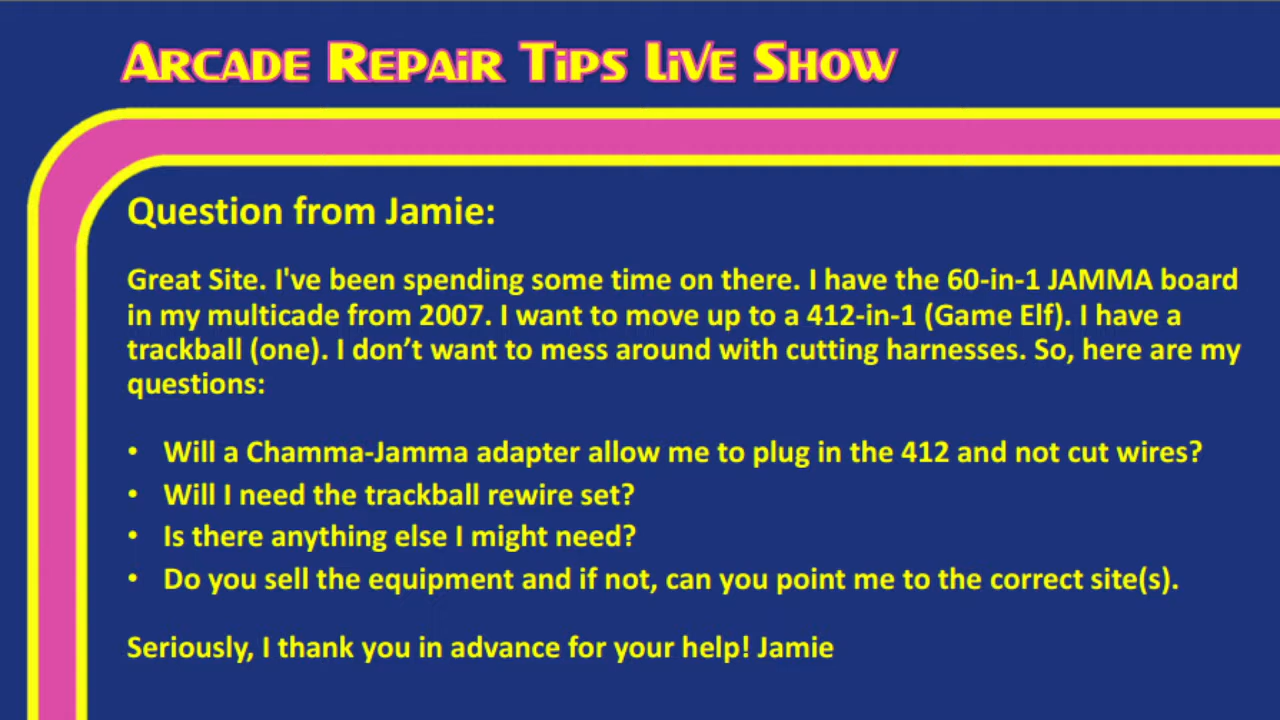 Arcade Repair Tips Live Show
Question from Jamie:
Great Site. I've been spending some time on there. I have the 60-in-1 JAMMA board
in my multicade from 2007. I want to move up to a 412-in-1 (Game Elf). I have a
trackball (one). I don’t want to mess around with cutting harnesses. So, here are my
questions:
• Will a Chamma-Jamma adapter allow me to plug in the 412 and not cut wires?
• Will I need the trackball rewire set?
• Is there anything else I might need?
• Do you sell the equipment and if not, can you point me to the correct site(s).
Seriously, I thank you in advance for your help! Jamie